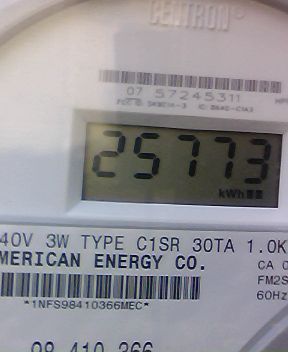 CENTRON®
07 57245311
25773
kWh
40V 3W TYPE C1SR 30TA 1.0K
MERICAN ENERGY CO.
CA 0
FM2S
60Hz
*1NFS98410366MEC*
98 410 366